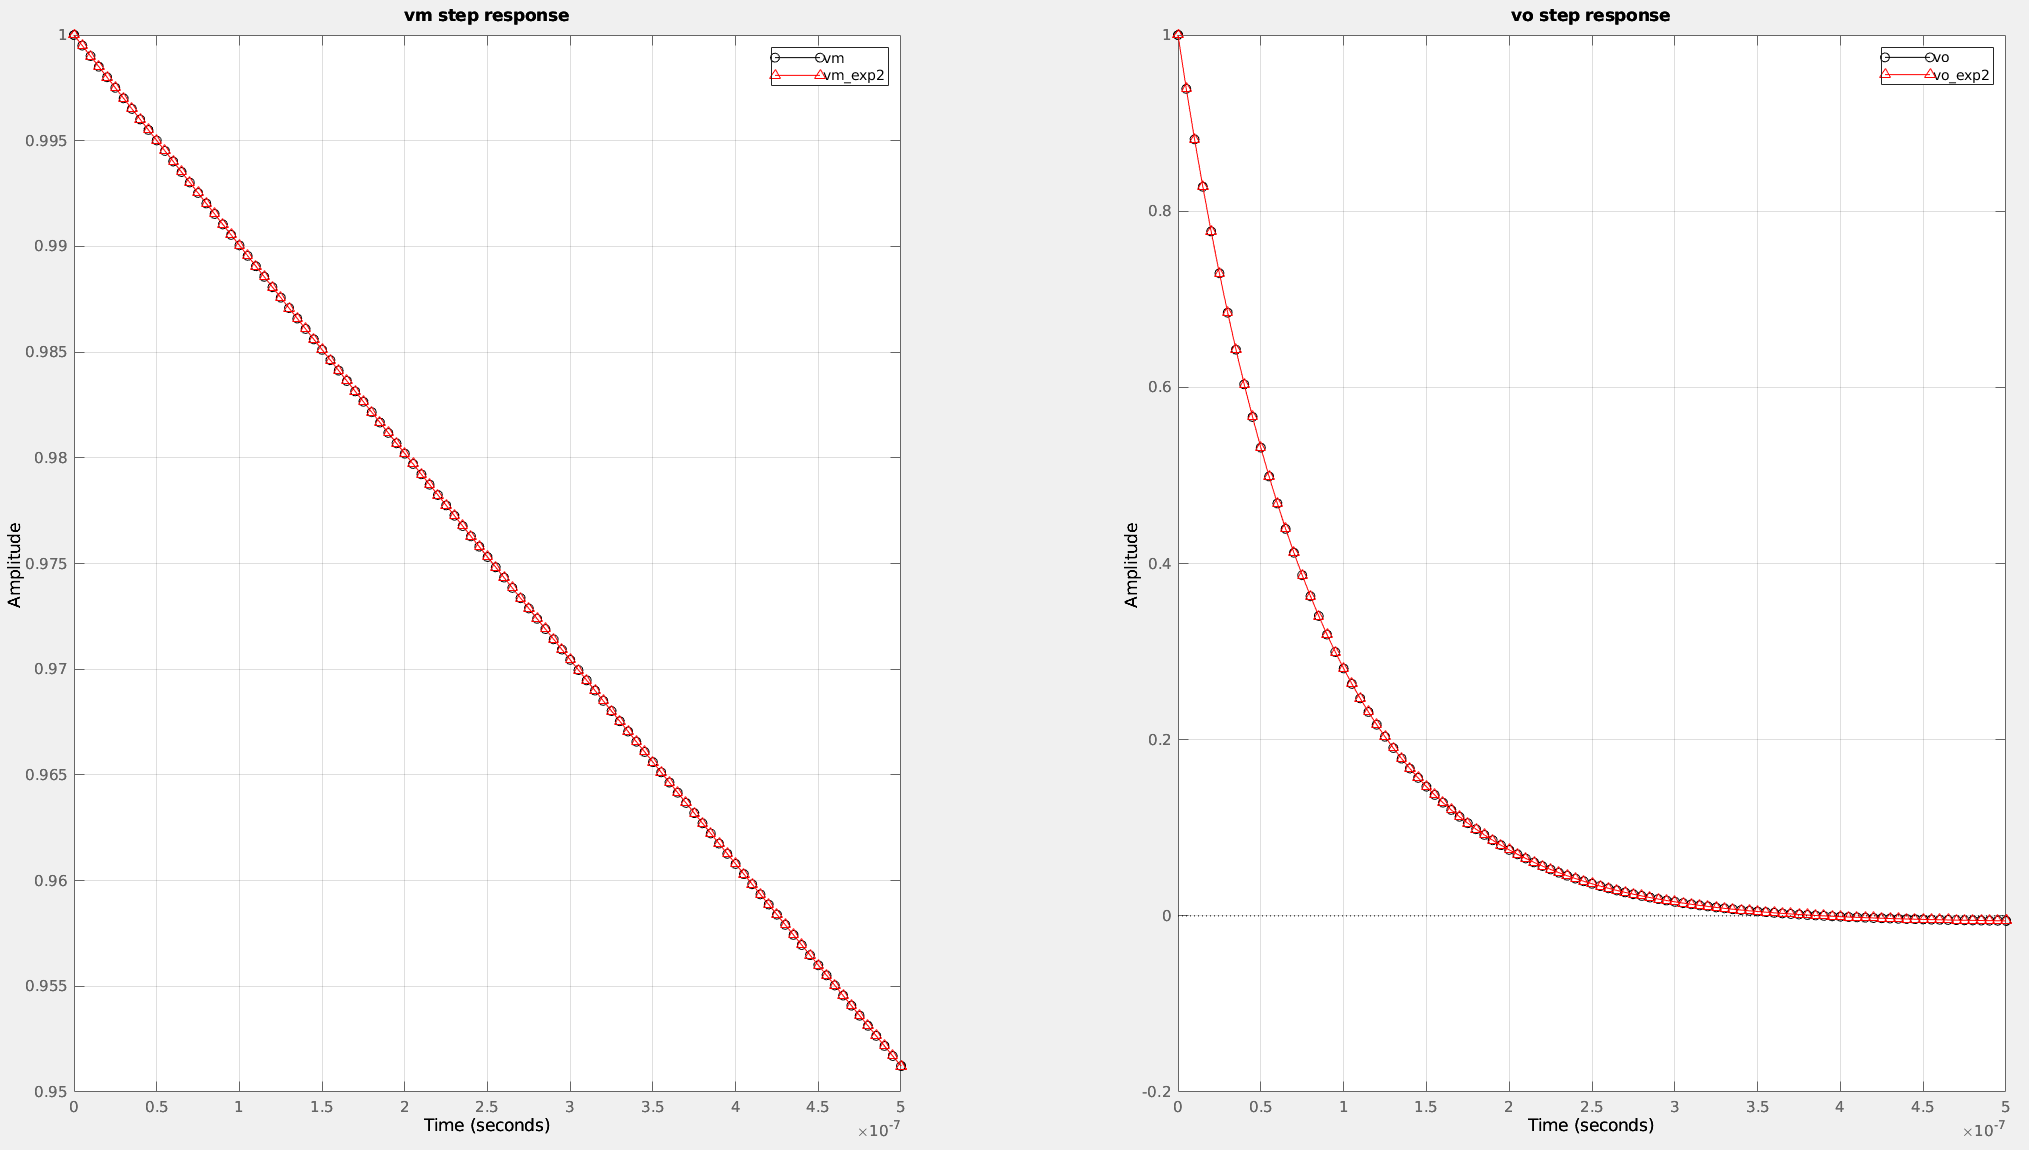 vm step response
vm
vm_exp2
1
0.995
0.99
0.985
0.98
0.975
0.97
0.965
0.96
0.955
0.95
Amplitude
0 0.5 1 1.5 2 2.5 3 3.5 4 4.5 5
Time (seconds)
×10-7
vo step response
vo
vo_exp2
1
0.8
0.6
0.4
0.2
0
-0.2
Amplitude
0 0.5 1 1.5 2 2.5 3 3.5 4 4.5 5
Time (seconds)
×10-7